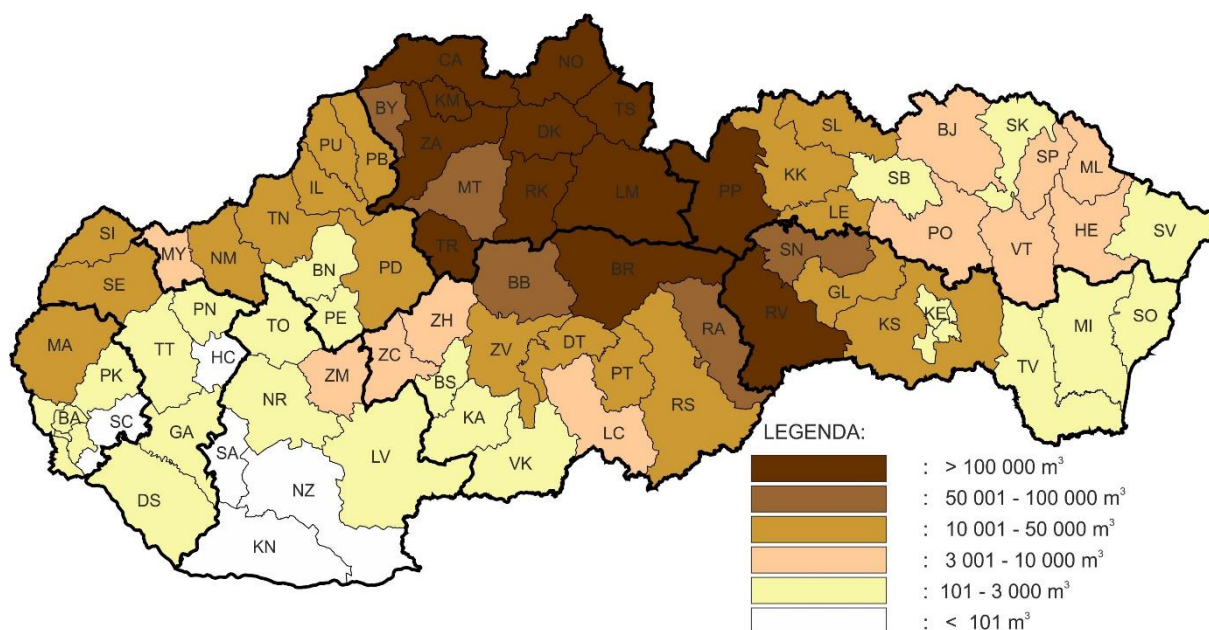 CA
NO
BY
KM
TS
ZA
DK
PU
PB
IL
MT
RK
LM
PP
SL
KK
BJ
SK
SP
ML
SB
LE
PO
VT
HE
SV
TN
SI
MY
NM
SE
BN
PD
TR
BB
BR
SN
GL
RV
KS
KE
MI
SO
TV
PN
TO
PE
ZH
MA
TT
HC
ZM
ZC
ZV
DT
RA
PT
PK
BS
NR
KA
RS
BA
SC
GA
SA
LV
VK
LC
DS
NZ
KN
LEGENDA:
: > 100 000 m³
: 50 001 - 100 000 m³
: 10 001 - 50 000 m³
: 3 001 - 10 000 m³
: 101 - 3 000 m³
: < 101 m³